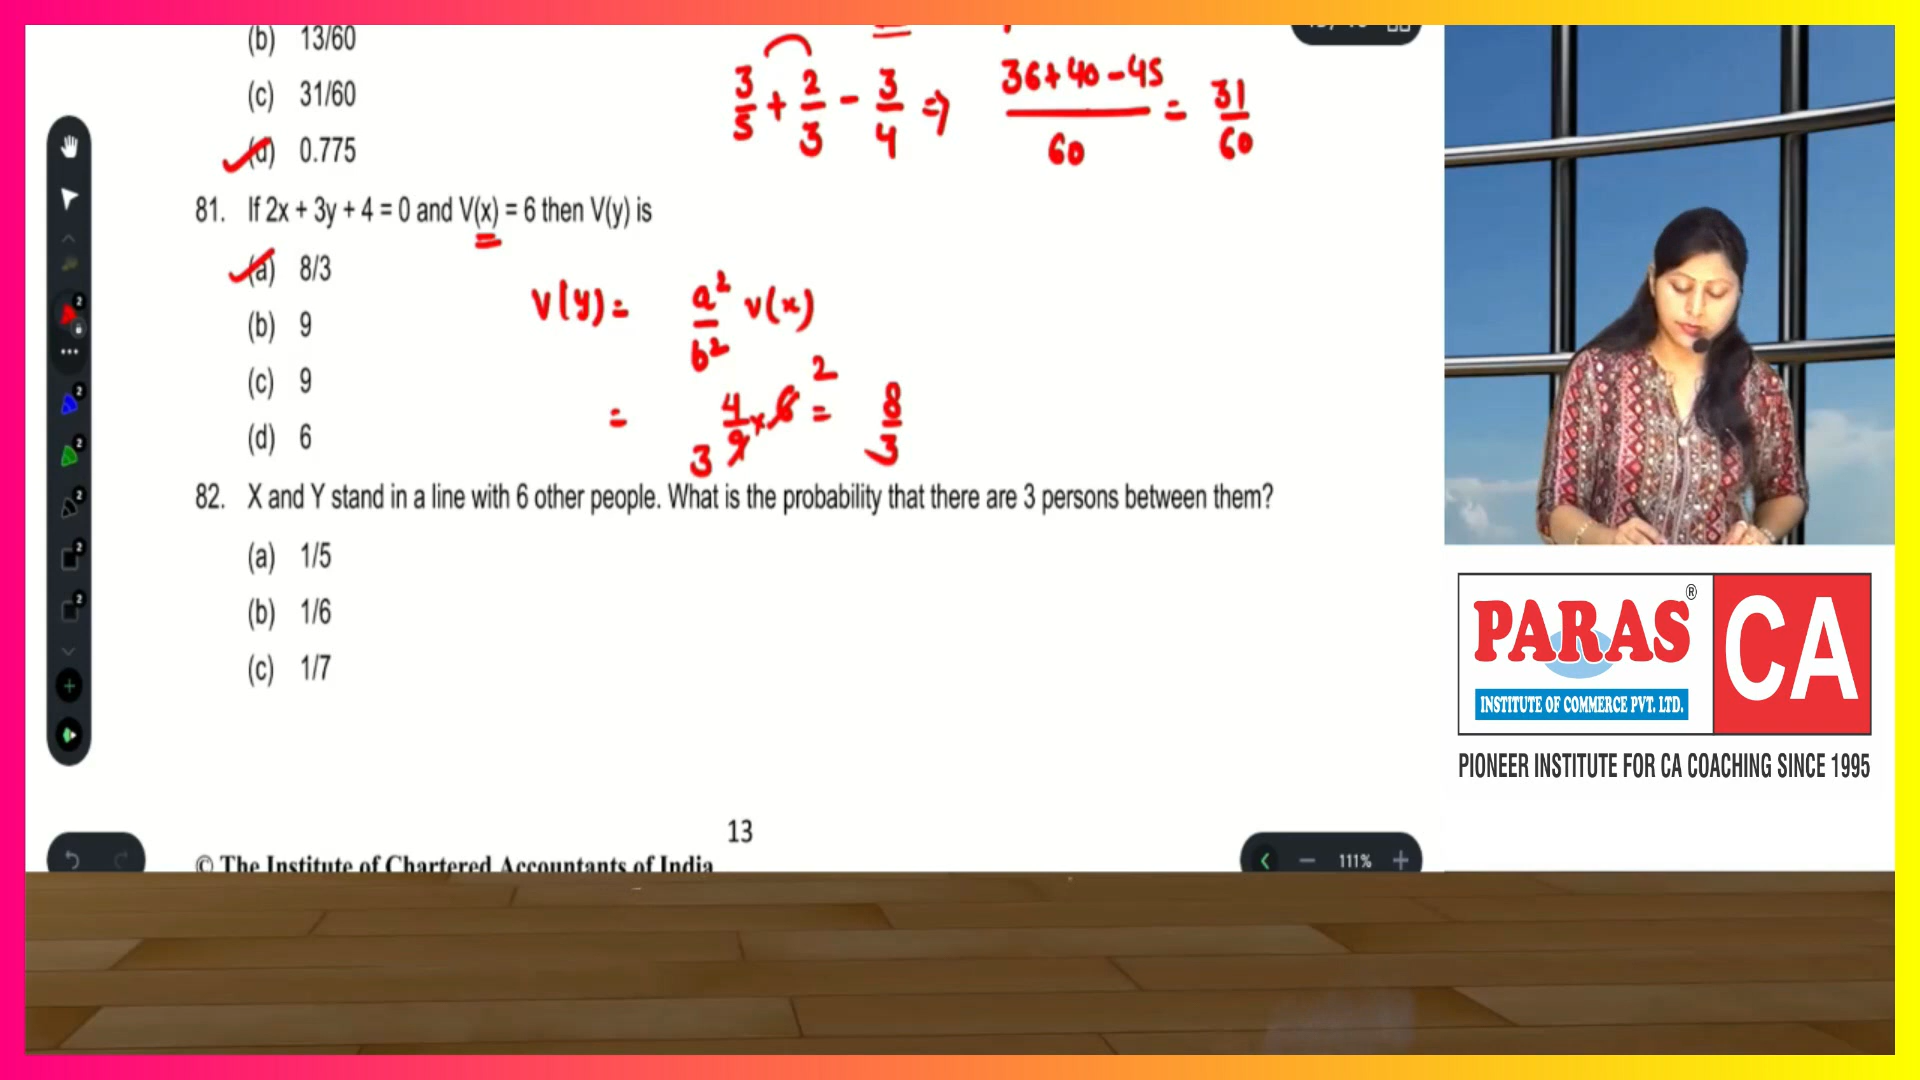 (b) 13/60
3/5 + 2/3 - 3/4 ⇒ 36+40-45/60 = 31/60
(c) 31/60
(d) 0.775
81. If 2x + 3y + 4 = 0 and V(x) = 6 then V(y) is
(a) 8/3
V(y) = a²/b² v(x)
(b) 9
(c) 9
= 4/9 × 6 = 8/3
3
2
(d) 6
82. X and Y stand in a line with 6 other people. What is the probability that there are 3 persons between them?
(a) 1/5
(b) 1/6
(c) 1/7
13
© The Institute of Chartered Accountants of India
111%
PARAS®
INSTITUTE OF COMMERCE PVT. LTD.
CA
PIONEER INSTITUTE FOR CA COACHING SINCE 1995